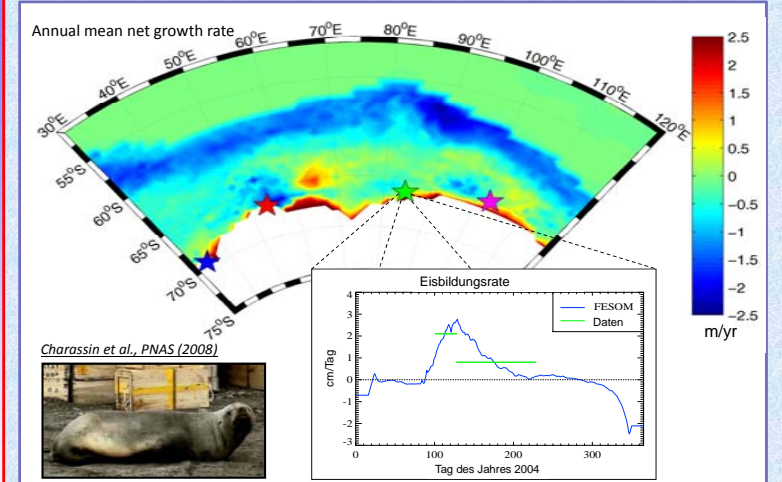 Annual mean net growth rate
30°E
40°E
50°E
60°E
70°E
80°E
90°E
100°E
110°E
120°E
55°S
60°S
65°S
70°S
75°S
2.5
2
1.5
1
0.5
0
−0.5
−1
−1.5
−2
−2.5
m/yr
Charassin et al., PNAS (2008)
Eisbildungsrate
FESOM
Daten
cm/Tag
4
3
2
1
0
-1
-2
-3
0
100
200
300
Tag des Jahres 2004